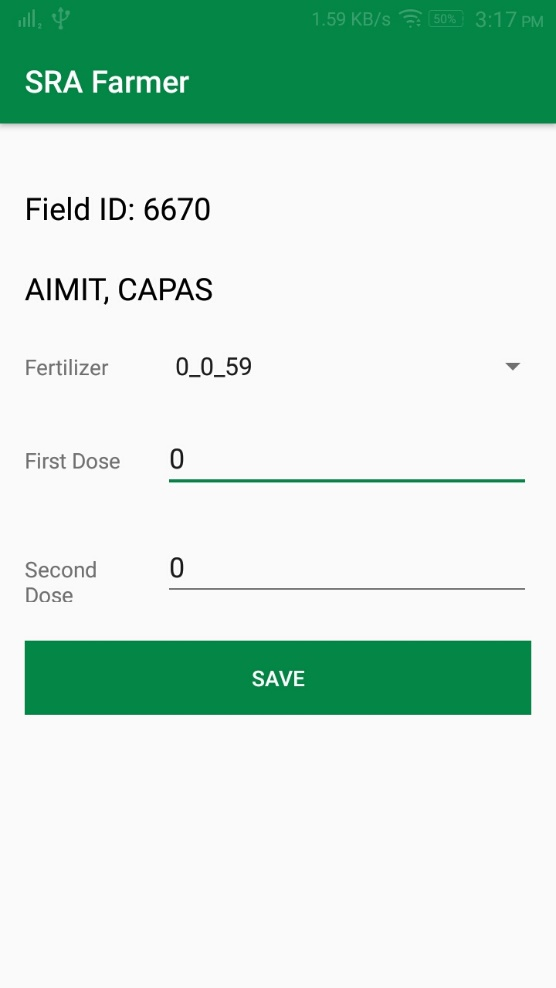 1.59 KB/s 50% 3:17 PM
SRA Farmer
Field ID: 6670
AIMIT, CAPAS
Fertilizer 0_0_59
First Dose 0
Second 0
Dose
SAVE